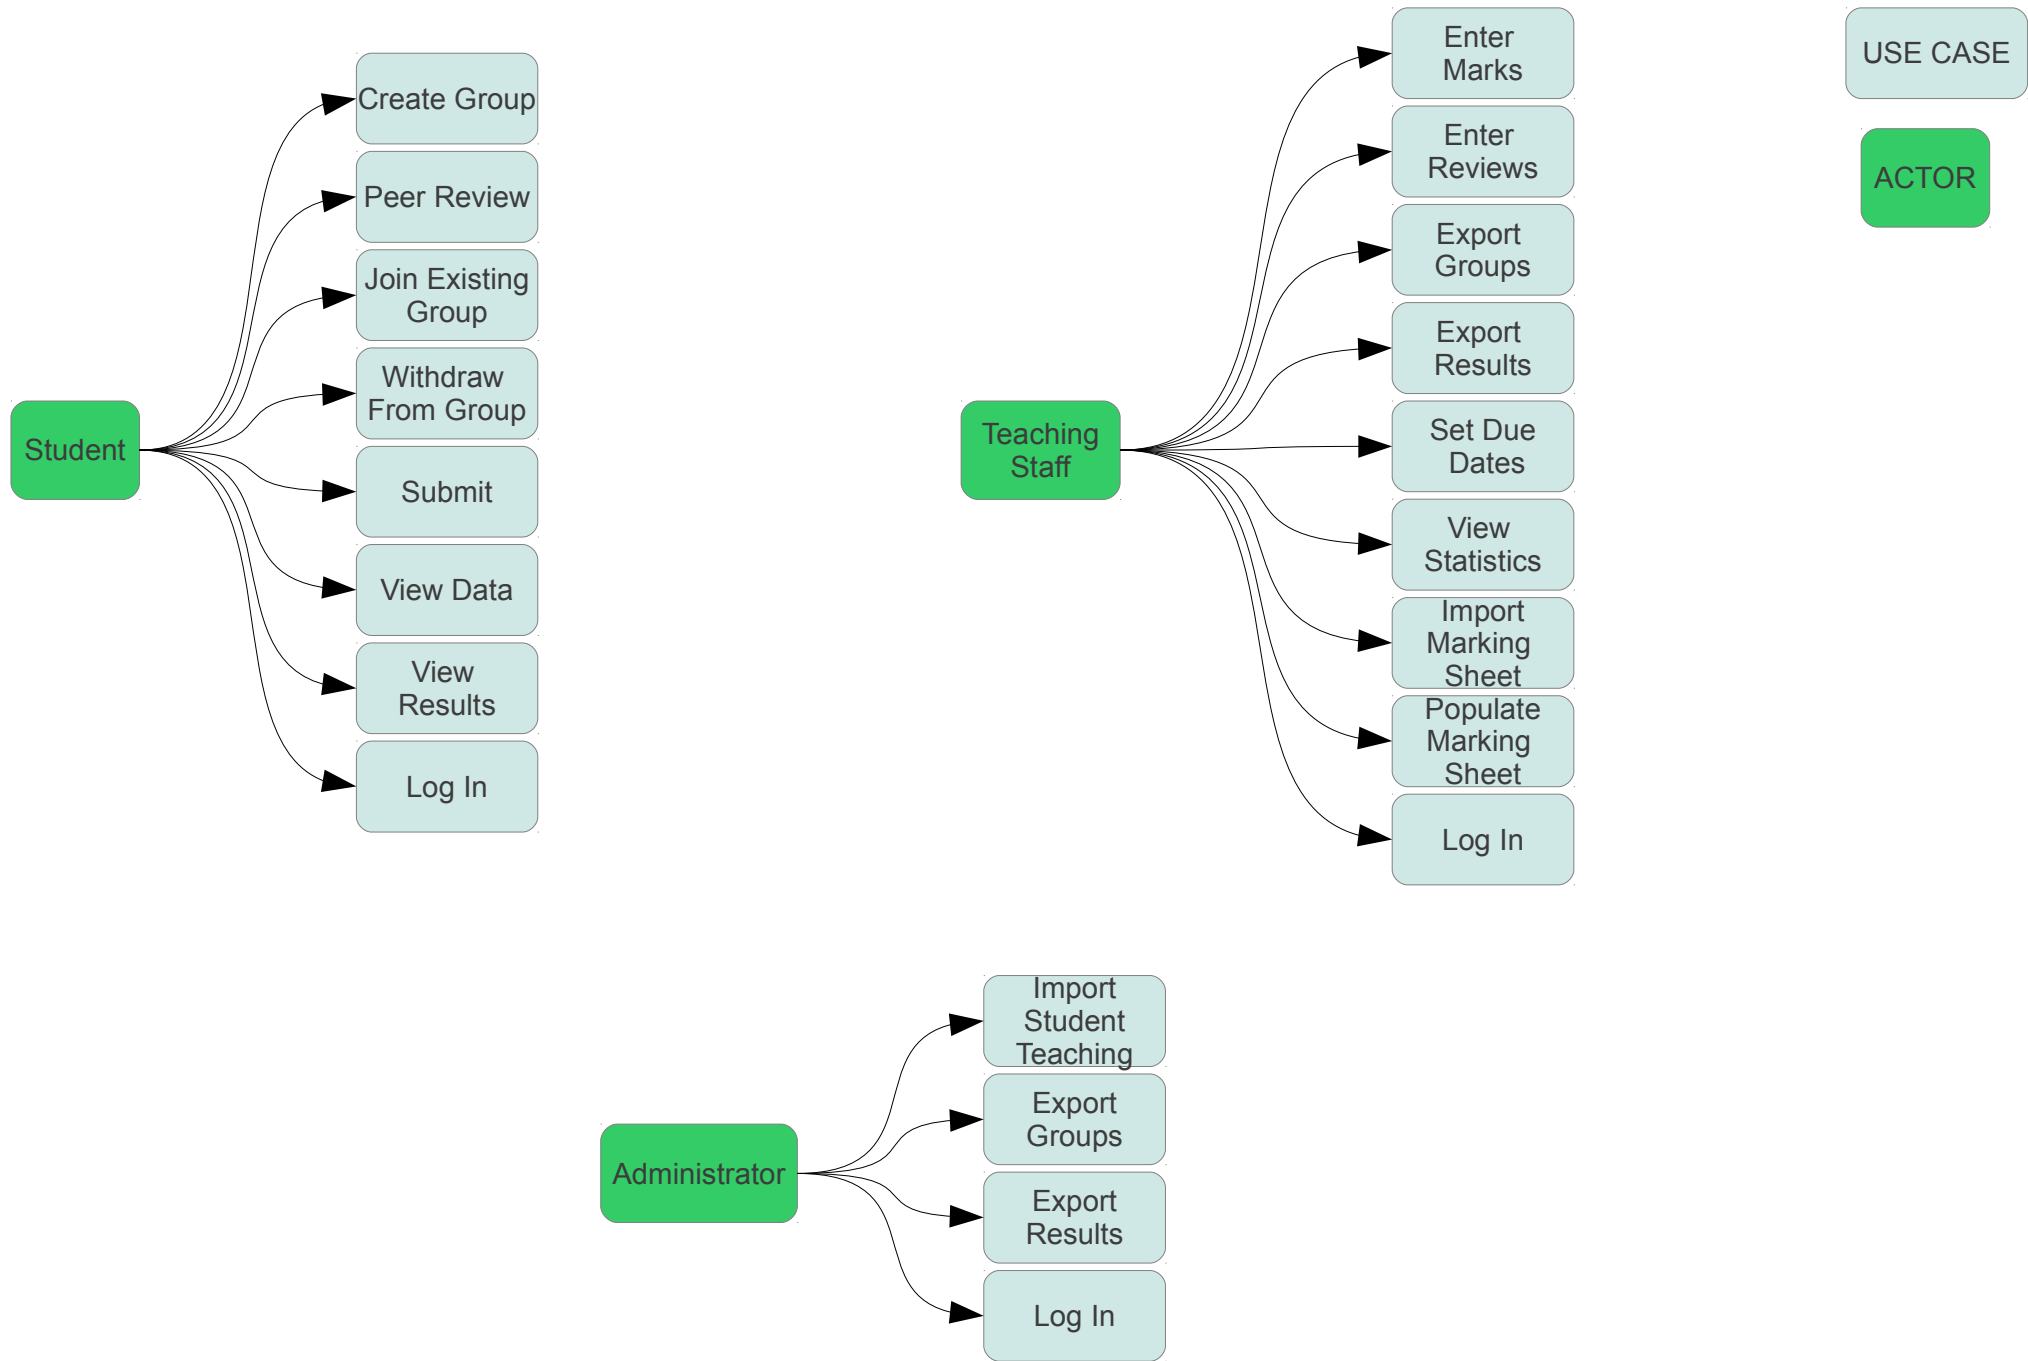 Create Group
Peer Review
Join Existing
Group
Withdraw
From Group
Student
Submit
View Data
View
Results
Log In
Enter
Marks
Enter
Reviews
Export
Groups
Export
Results
Teaching
Staff
Set Due
Dates
View
Statistics
Import
Marking
Sheet
Populate
Marking
Sheet
Log In
USE CASE
ACTOR
Import
Student
Teaching
Export
Groups
Administrator
Export
Results
Log In